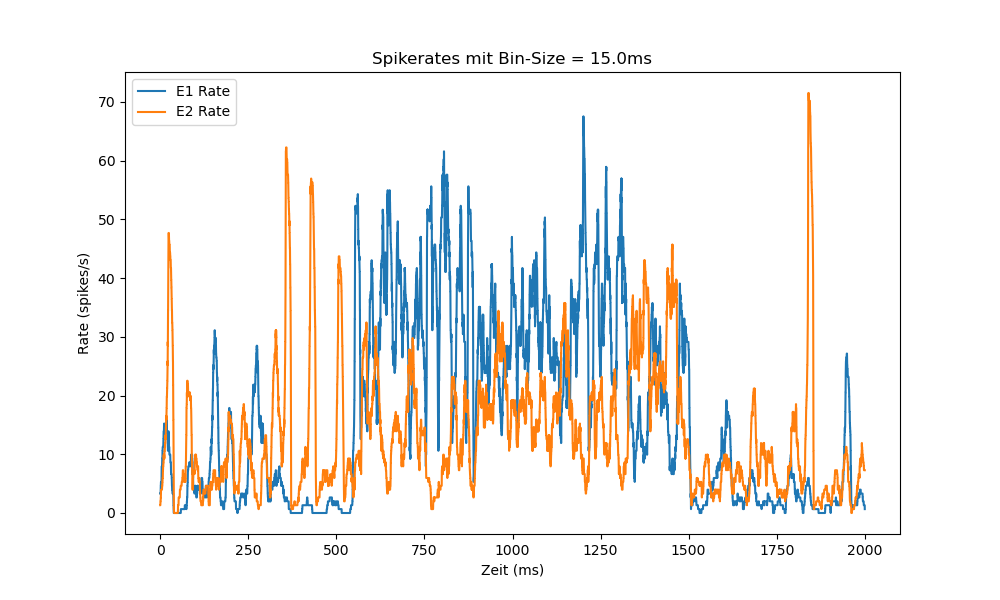 Spikerates mit Bin-Size = 15.0ms
E1 Rate
E2 Rate
Rate (spikes/s)
70
60
50
40
30
20
10
0
0 250 500 750 1000 1250 1500 1750 2000
Zeit (ms)